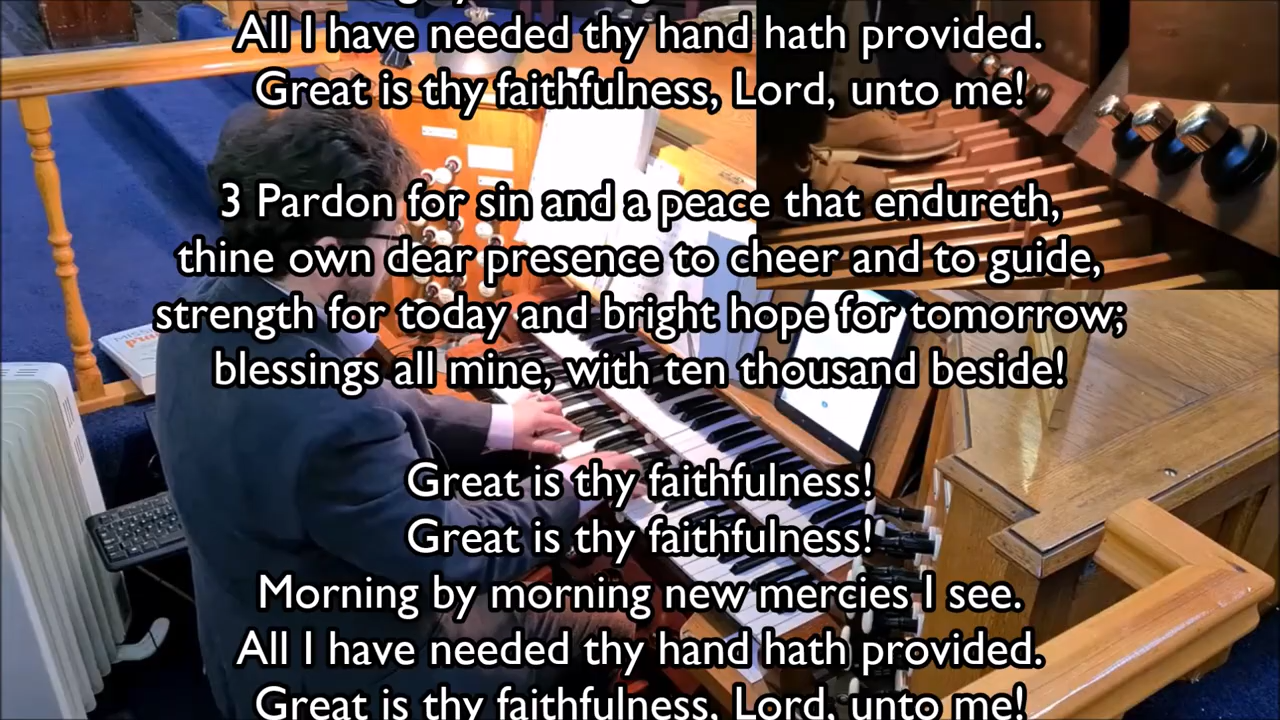 All I have needed thy hand hath provided.
Great is thy faithfulness, Lord, unto me!
3 Pardon for sin and a peace that endureth,
thine own dear presence to cheer and to guide,
strength for today and bright hope for tomorrow;
blessings all mine, with ten thousand beside!
Great is thy faithfulness!
Great is thy faithfulness!
Morning by morning new mercies I see.
All I have needed thy hand hath provided.
Great is thy faithfulness, Lord, unto me!